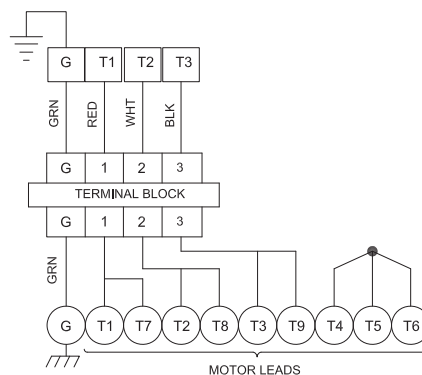 G T1 T2 T3
GRN RED WHT BLK
G 1 2 3
TERMINAL BLOCK
G 1 2 3
GRN
G T1 T7 T2 T8 T3 T9 T4 T5 T6
MOTOR LEADS